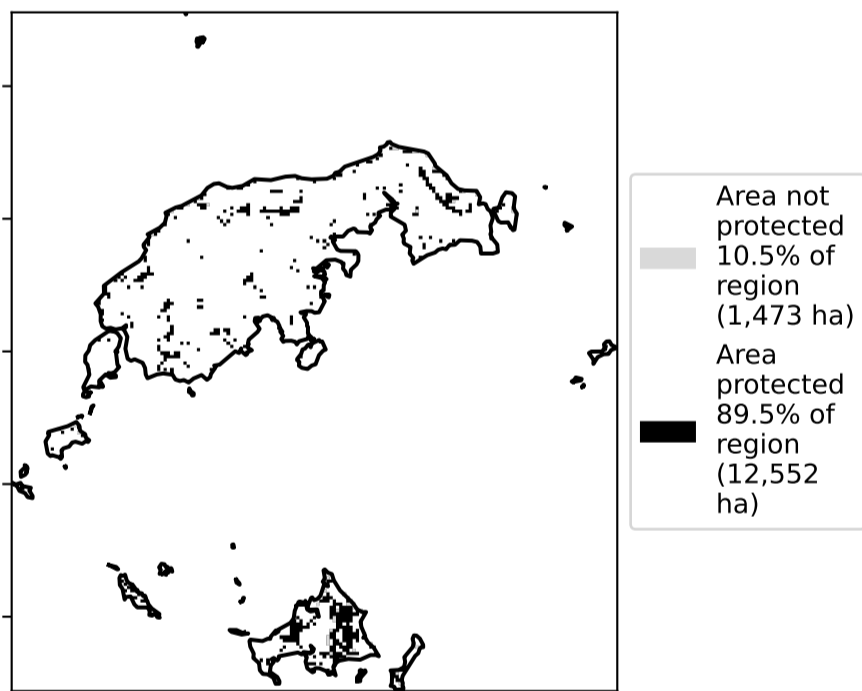 Area not
protected
10.5% of
region
(1,473 ha)
Area
protected
89.5% of
region
(12,552
ha)